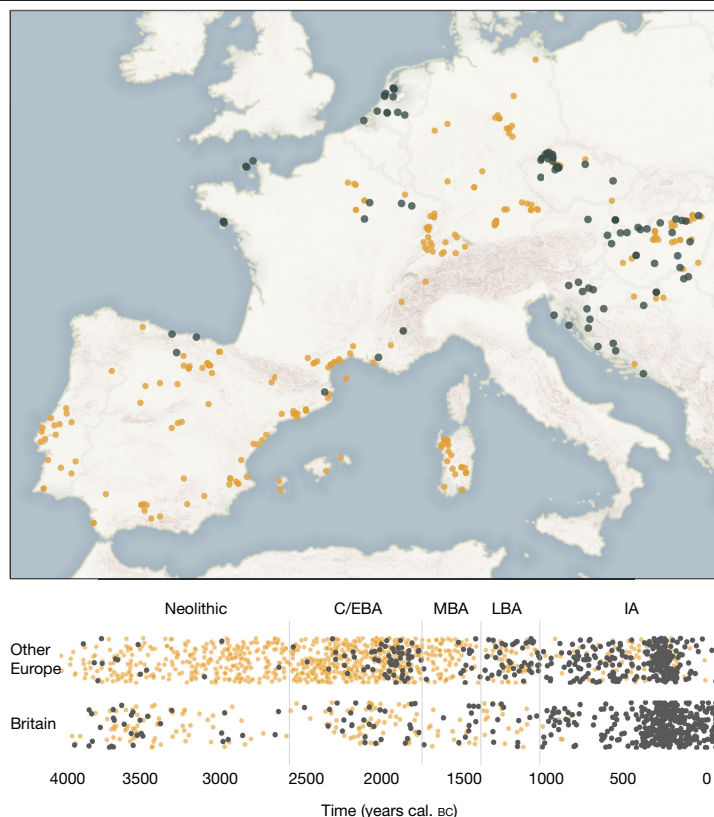 Neolithic C/EBA MBA LBA IA
Other
Europe
Britain
4000 3500 3000 2500 2000 1500 1000 500 0
Time (years cal. BC)